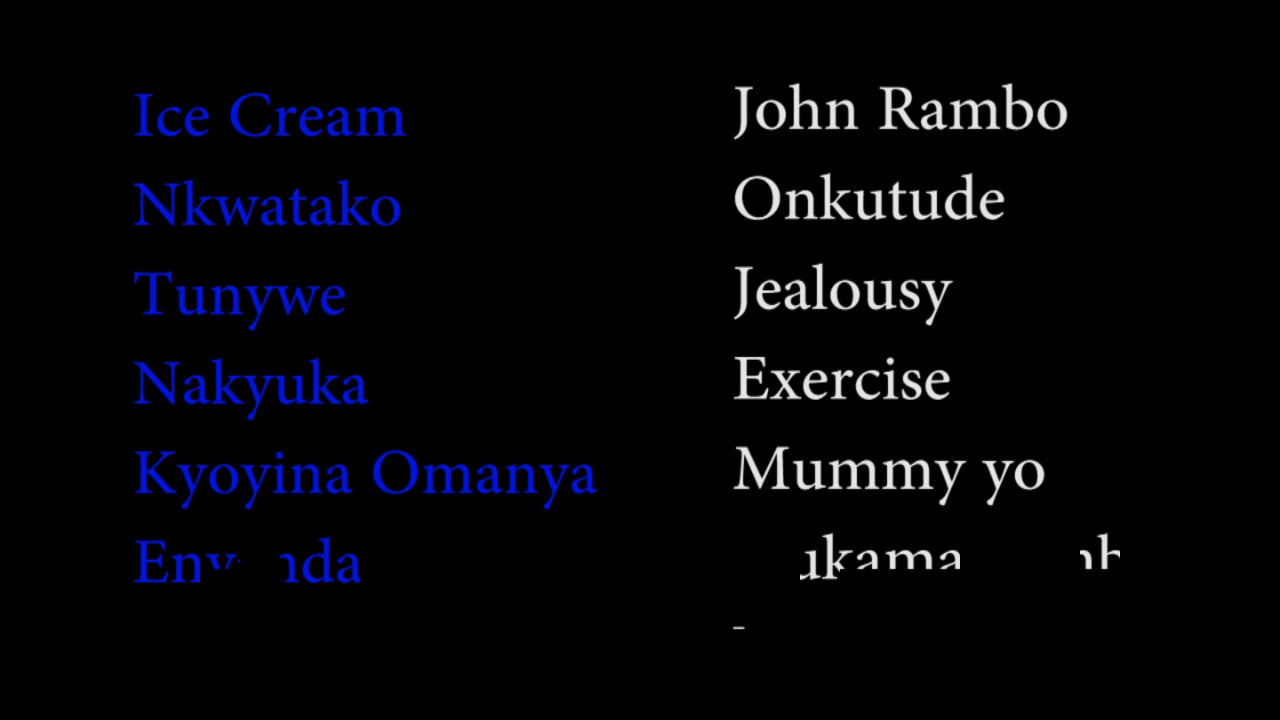 Ice Cream
Nkwatako
Tunywe
Nakyuka
Kyoyina Omanya
John Rambo
Onkutude
Jealousy
Exercise
Mummy yo
-